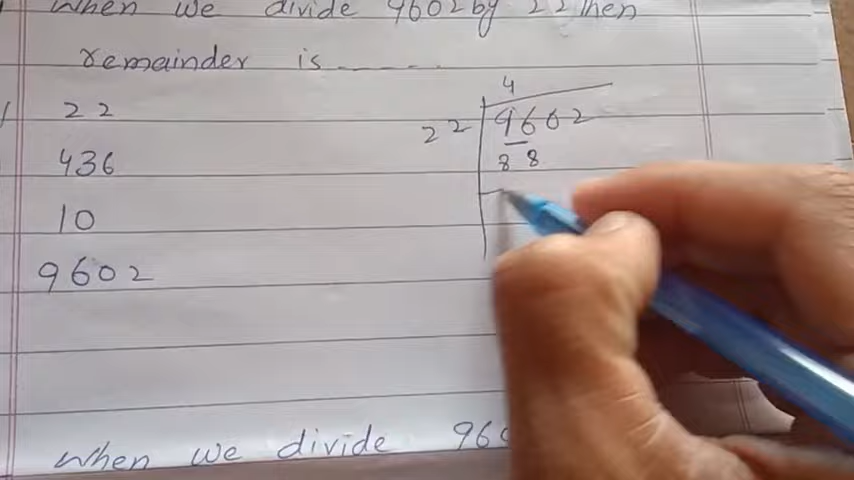 When we divide 9602 by 22 then
remainder is.......
22
436
10
9602
4
22 9602
88
When we divide 960